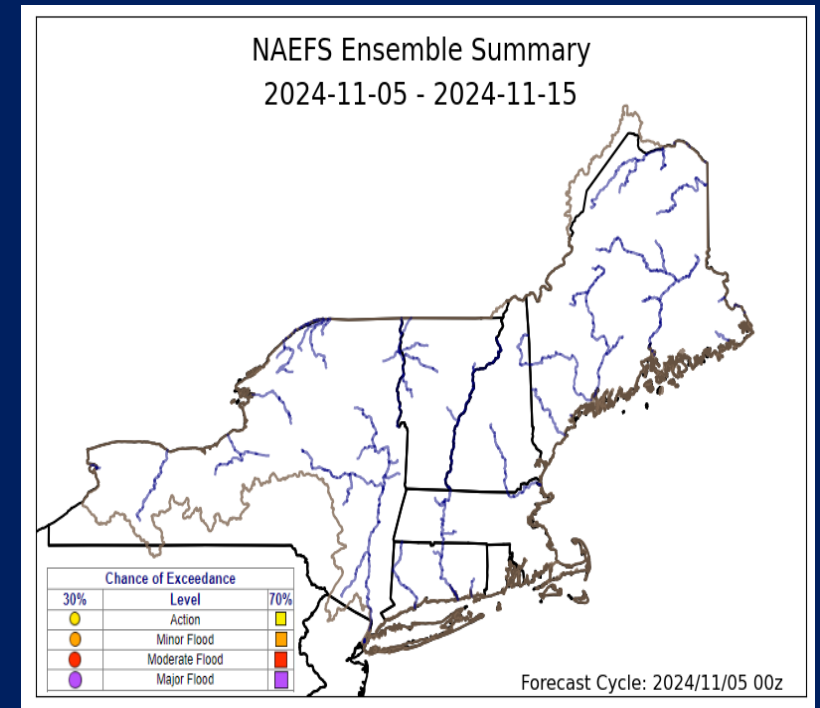 NAEFS Ensemble Summary
2024-11-05 - 2024-11-15
Chance of Exceedance
30% Level 70%
Action
Minor Flood
Moderate Flood
Major Flood
Forecast Cycle: 2024/11/05 00z